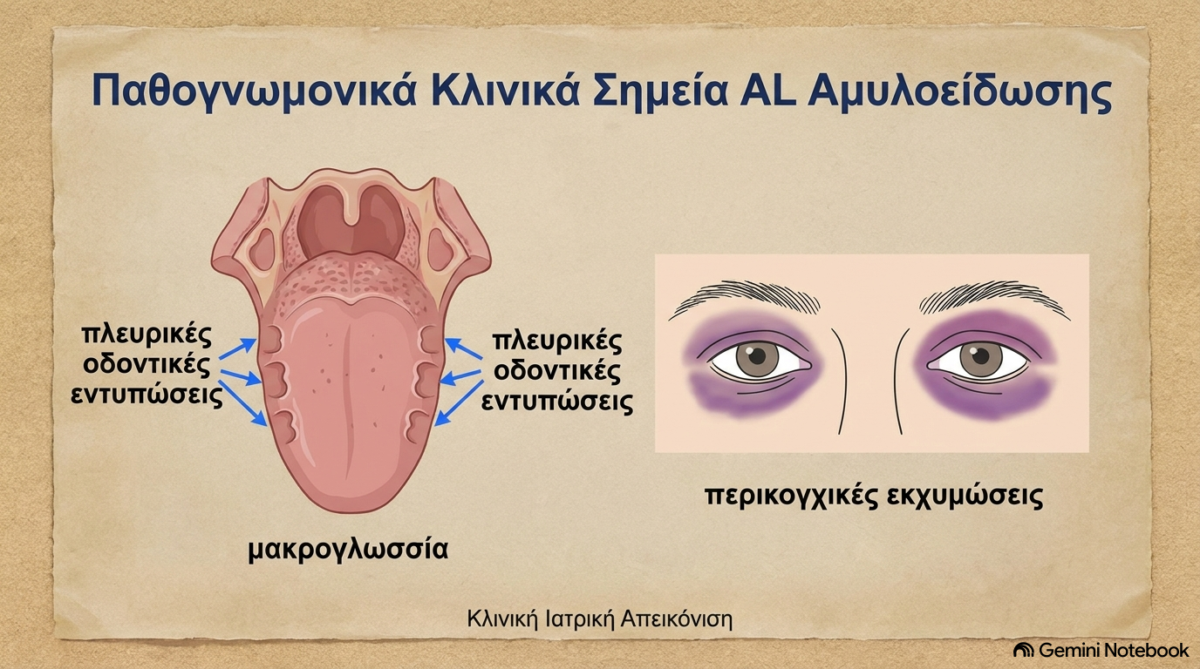 Παθογνωμονικά Κλινικά Σημεία AL Αμυλοείδωσης
πλευρικές
οδοντικές
εντυπώσεις
πλευρικές
οδοντικές
εντυπώσεις
μακρογλωσσία
περικογχικές εκχυμώσεις
Κλινική Ιατρική Απεικόνιση
Gemini Notebook